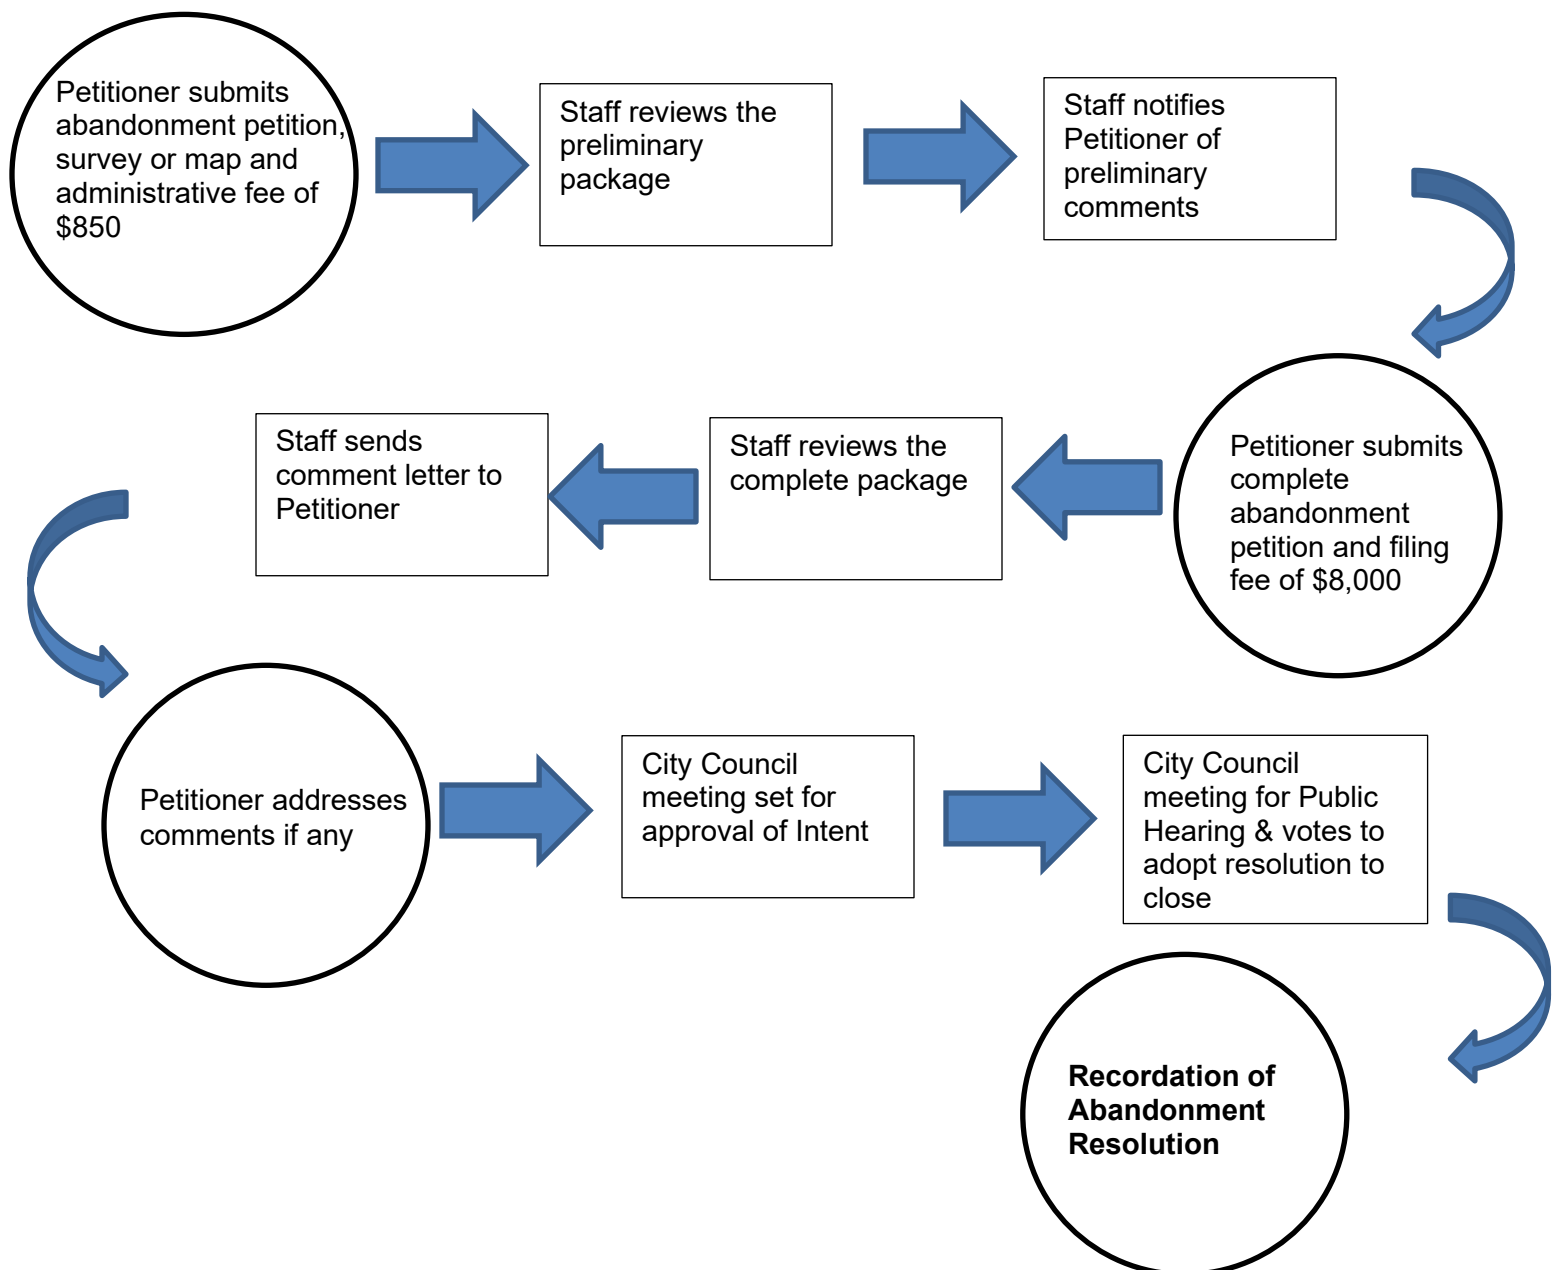 Petitioner submits
abandonment petition,
survey or map and
administrative fee of
$850
Staff reviews the
preliminary
package
Staff notifies
Petitioner of
preliminary
comments
Petitioner submits
complete
abandonment
petition and filing
fee of $8,000
Staff reviews the
complete package
Staff sends
comment letter to
Petitioner
Petitioner addresses
comments if any
City Council
meeting set for
approval of Intent
City Council
meeting for Public
Hearing & votes to
adopt resolution to
close
Recordation of
Abandonment
Resolution